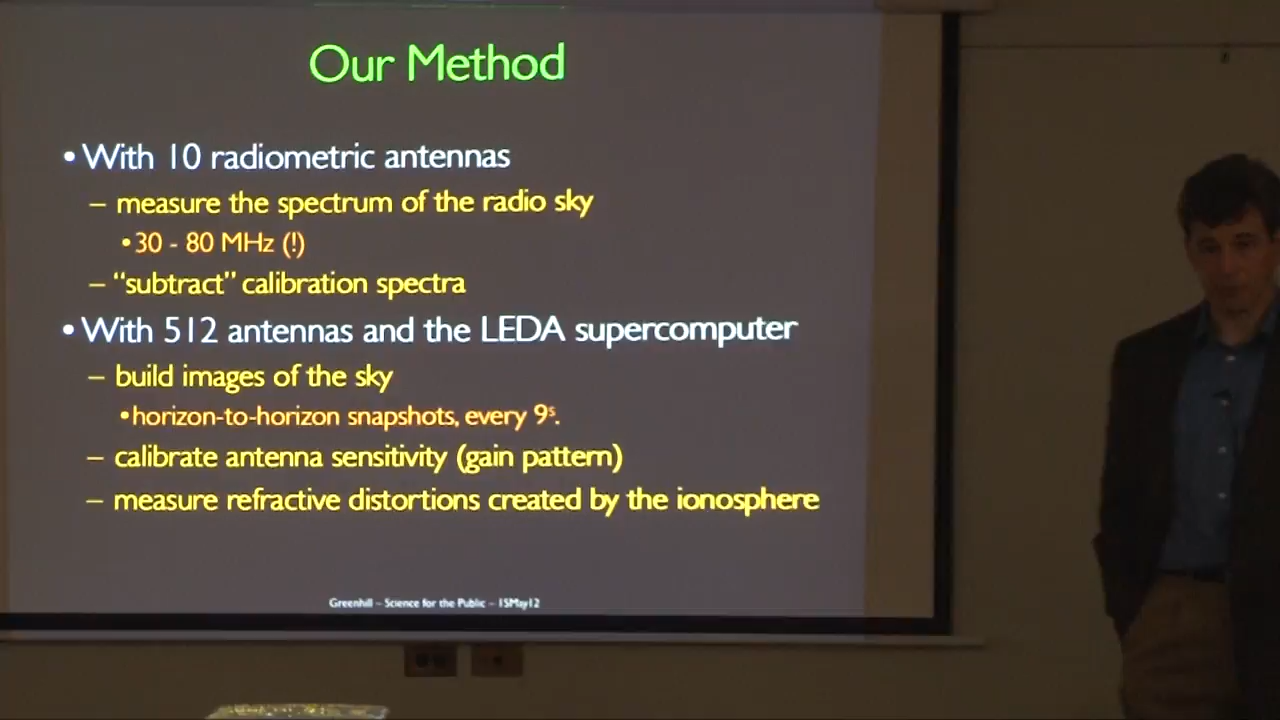 Our Method
• With 10 radiometric antennas
– measure the spectrum of the radio sky
• 30 - 80 MHz (!)
– “subtract” calibration spectra
• With 512 antennas and the LEDA supercomputer
– build images of the sky
• horizon-to-horizon snapshots, every 9ˢ.
– calibrate antenna sensitivity (gain pattern)
– measure refractive distortions created by the ionosphere
Greenhill – Science for the Public – 15May12